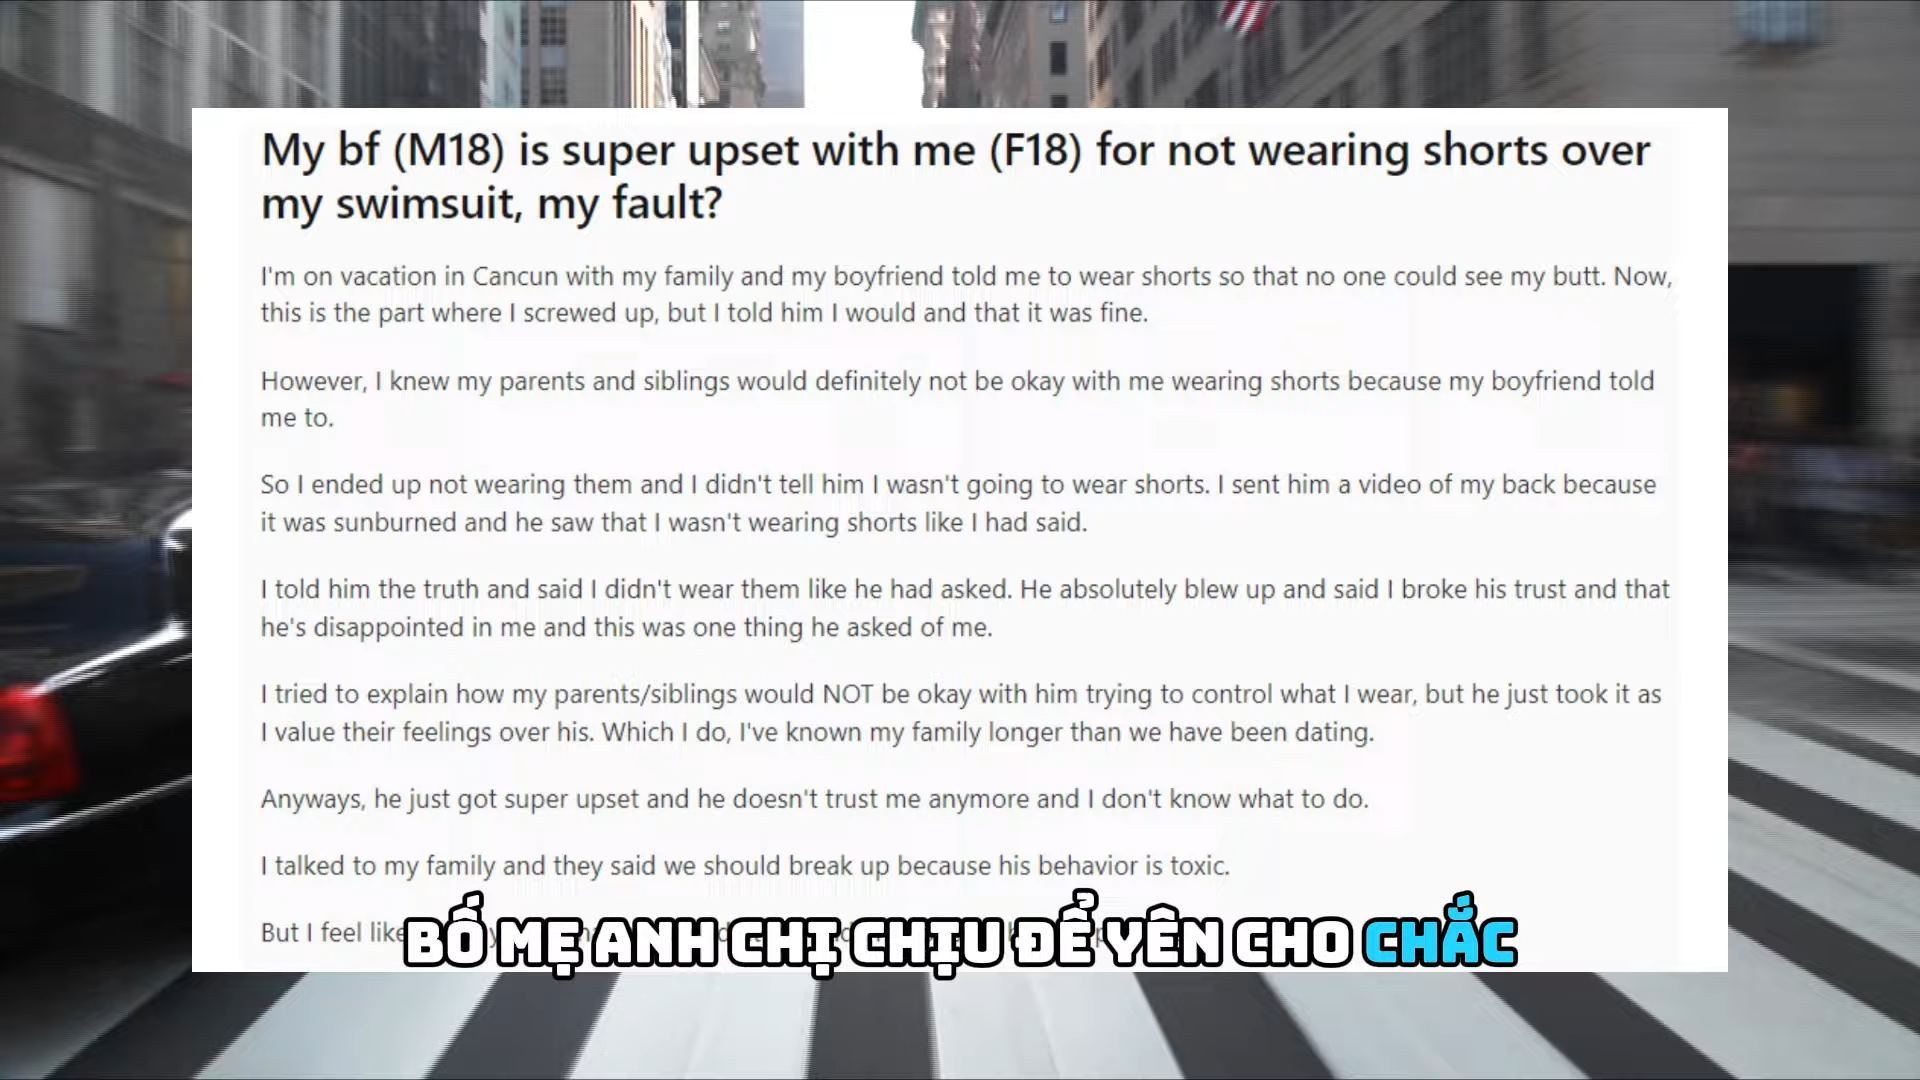 My bf (M18) is super upset with me (F18) for not wearing shorts over
my swimsuit, my fault?
I'm on vacation in Cancun with my family and my boyfriend told me to wear shorts so that no one could see my butt. Now,
this is the part where I screwed up, but I told him I would and that it was fine.
However, I knew my parents and siblings would definitely not be okay with me wearing shorts because my boyfriend told
me to.
So I ended up not wearing them and I didn't tell him I wasn't going to wear shorts. I sent him a video of my back because
it was sunburned and he saw that I wasn't wearing shorts like I had said.
I told him the truth and said I didn't wear them like he had asked. He absolutely blew up and said I broke his trust and that
he's disappointed in me and this was one thing he asked of me.
I tried to explain how my parents/siblings would NOT be okay with him trying to control what I wear, but he just took it as
I value their feelings over his. Which I do, I've known my family longer than we have been dating.
Anyways, he just got super upset and he doesn't trust me anymore and I don't know what to do.
I talked to my family and they said we should break up because his behavior is toxic.
But I feel like
BỐ MẸ ANH CHỊ CHỊU ĐỂ YÊN CHO CHẮC